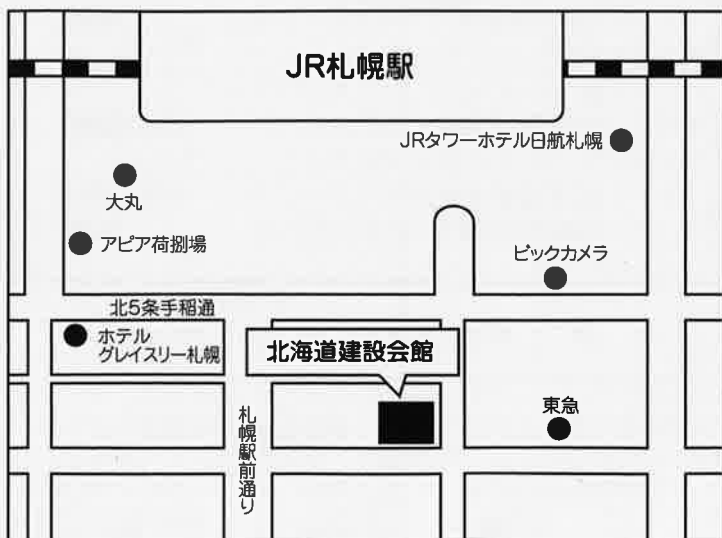 JR札幌駅
JRタワーホテル日航札幌
大丸
アピア荷捌場
ビックカメラ
北5条手稲通
ホテル
グレイスリー札幌
北海道建設会館
東急
札幌駅前通り